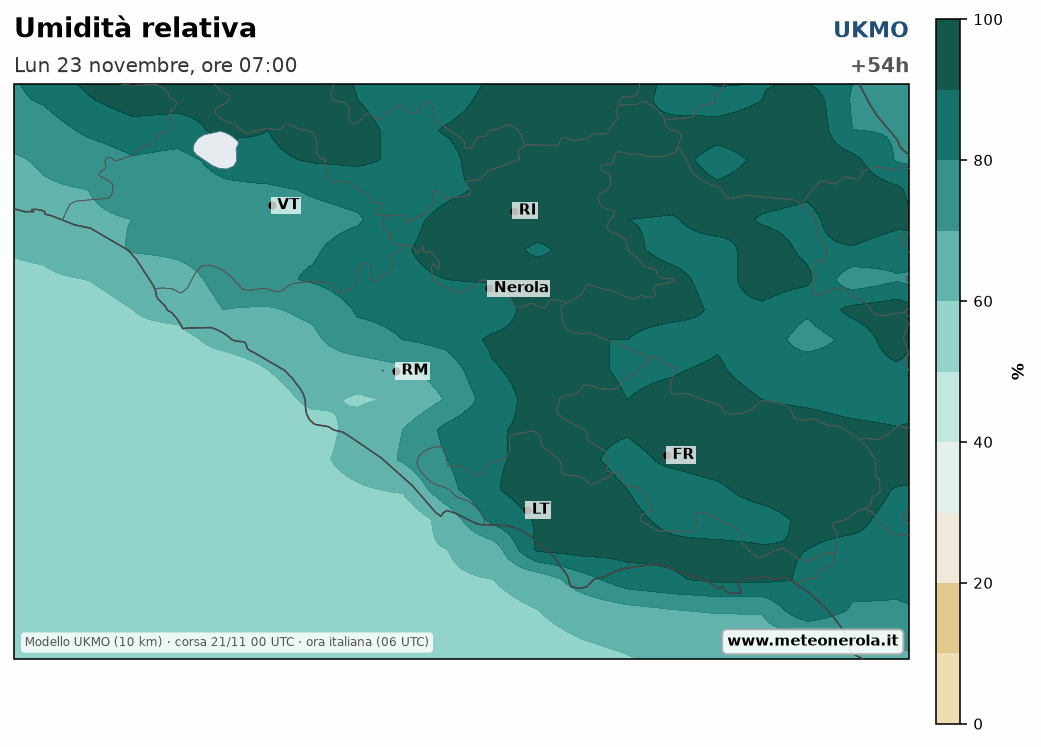 Umidità relativa
UKMO
Lun 23 novembre, ore 07:00
+54h
100
80
60
40
20
0
%
VT
RI
Nerola
RM
FR
LT
Modello UKMO (10 km) · corsa 21/11 00 UTC · ora italiana (06 UTC)
www.meteonerola.it